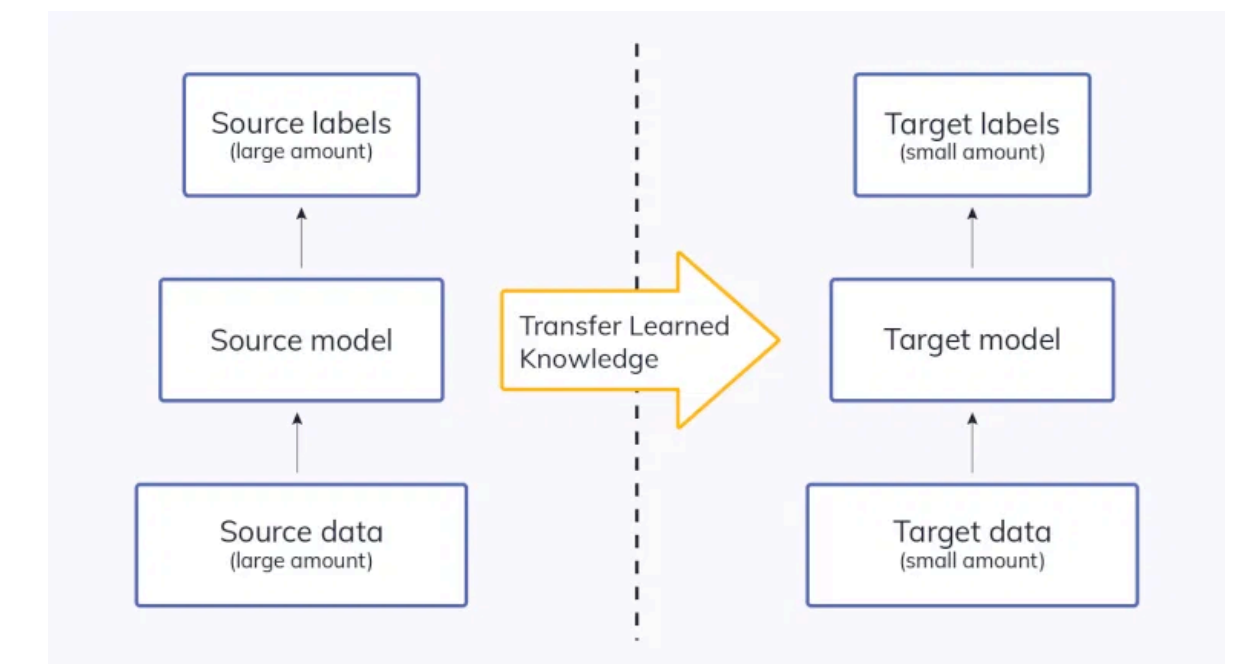 Source labels
(large amount)
Target labels
(small amount)
Source model
Transfer Learned
Knowledge
Target model
Source data
(large amount)
Target data
(small amount)